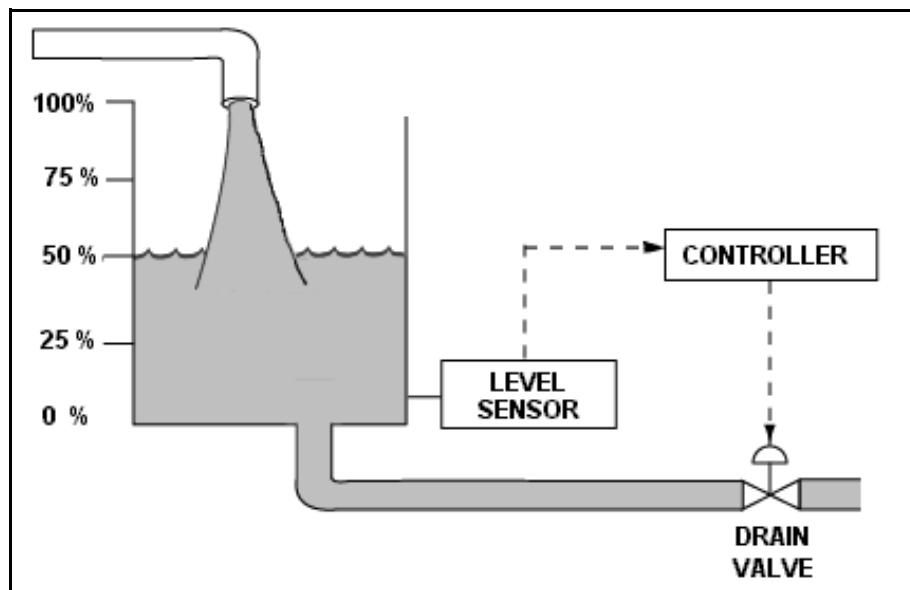 100%
75 %
50 %
25 %
0 %
CONTROLLER
LEVEL
SENSOR
DRAIN
VALVE